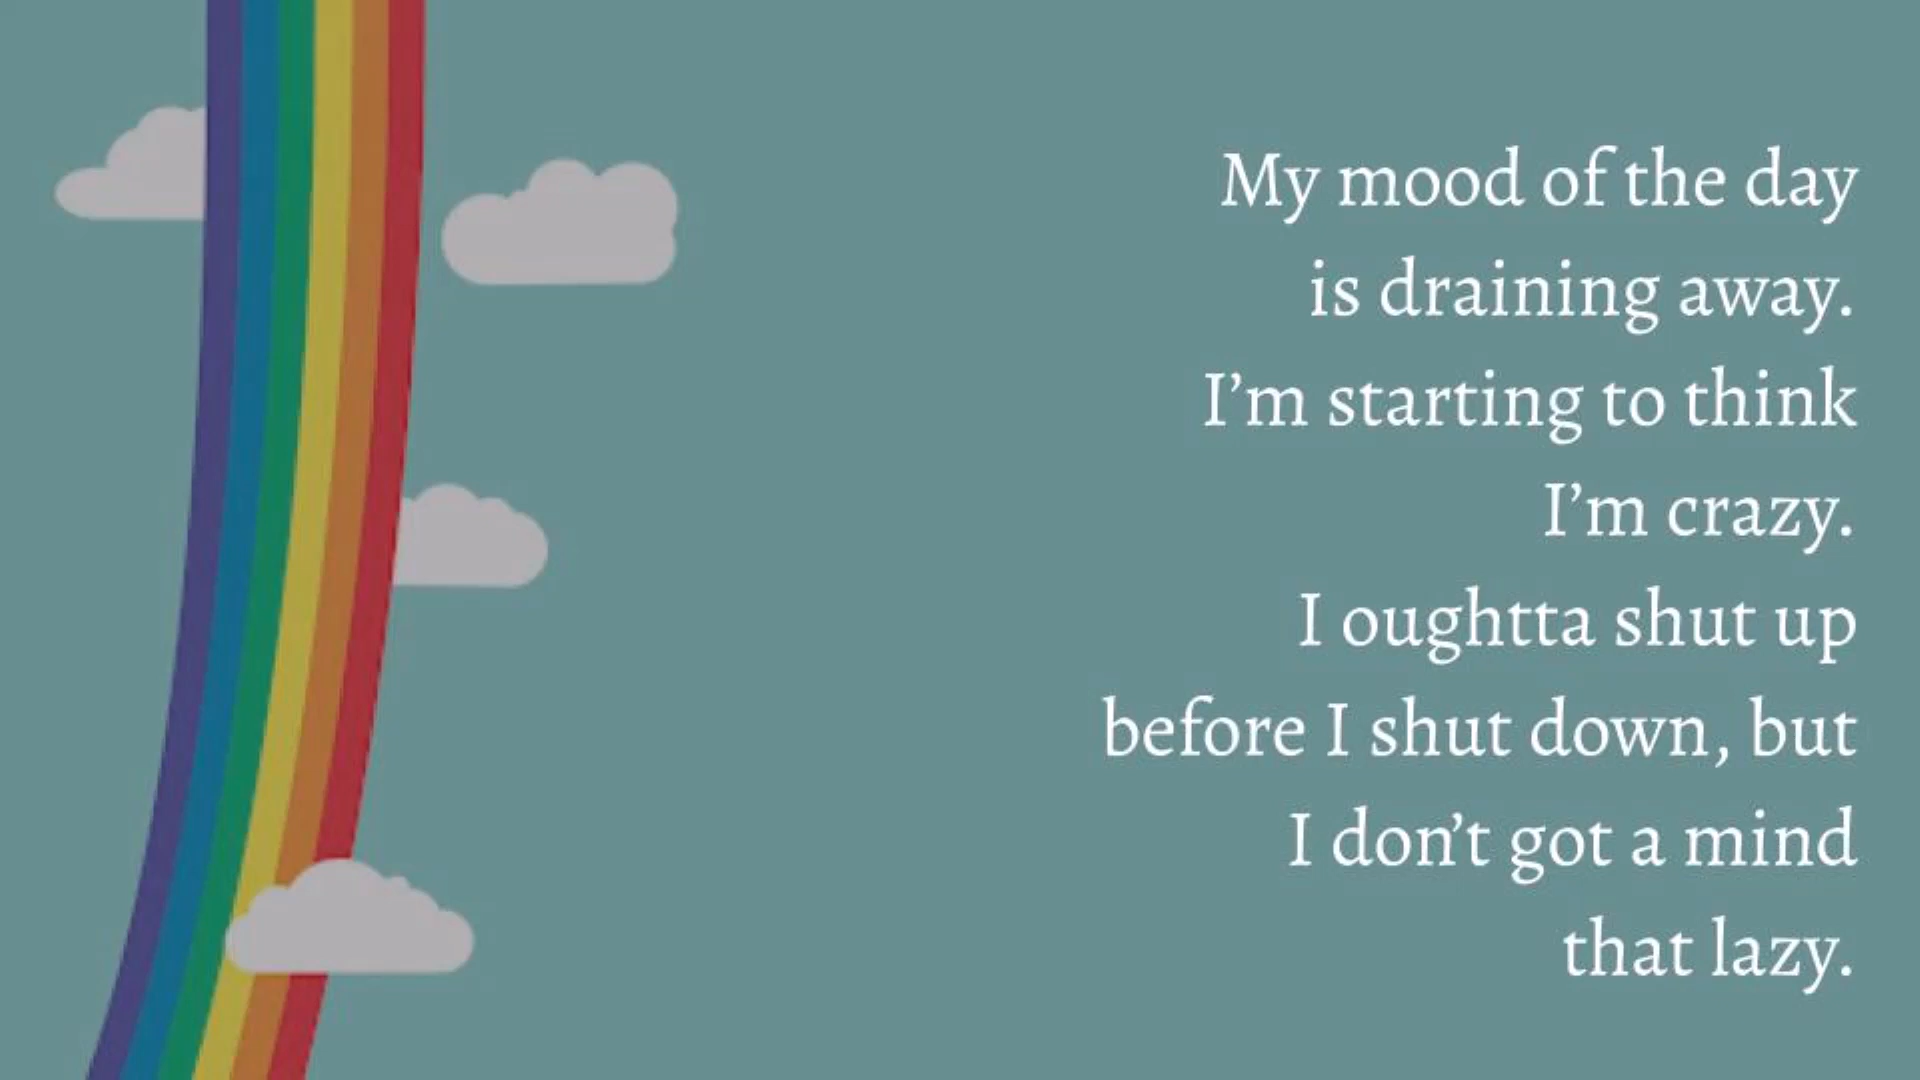 My mood of the day
is draining away.
I’m starting to think
I’m crazy.
I oughtta shut up
before I shut down, but
I don’t got a mind
that lazy.